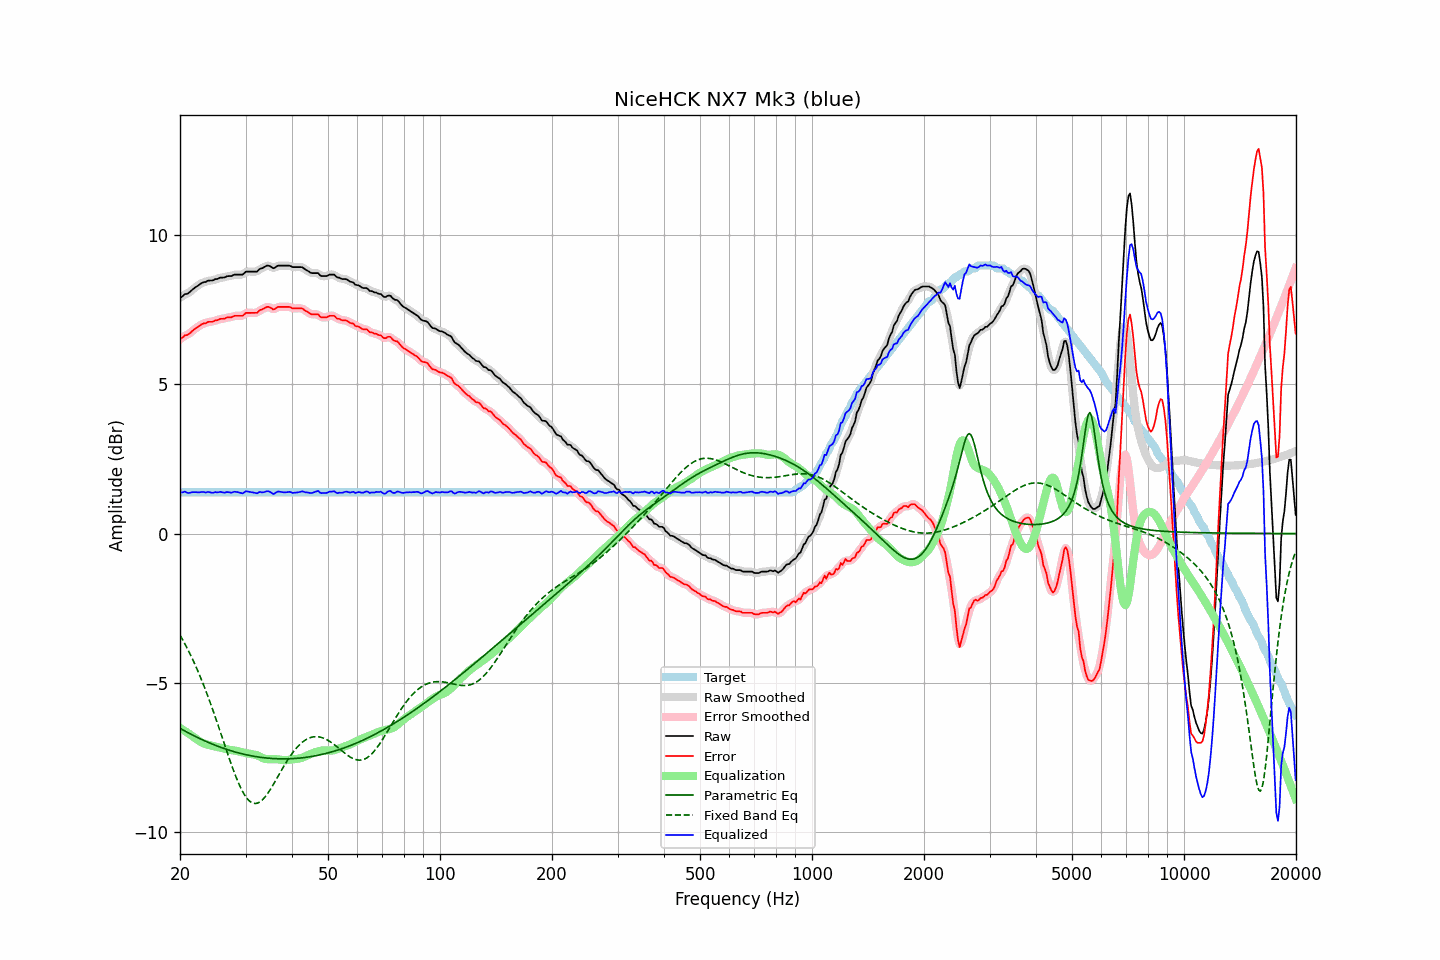 NiceHCK NX7 Mk3 (blue)
Amplitude (dBr)
10
5
0
−5
−10
Target
Raw Smoothed
Error Smoothed
Raw
Error
Equalization
Parametric Eq
Fixed Band Eq
Equalized
20 50 100 200 500 1000 2000 5000 10000 20000
Frequency (Hz)